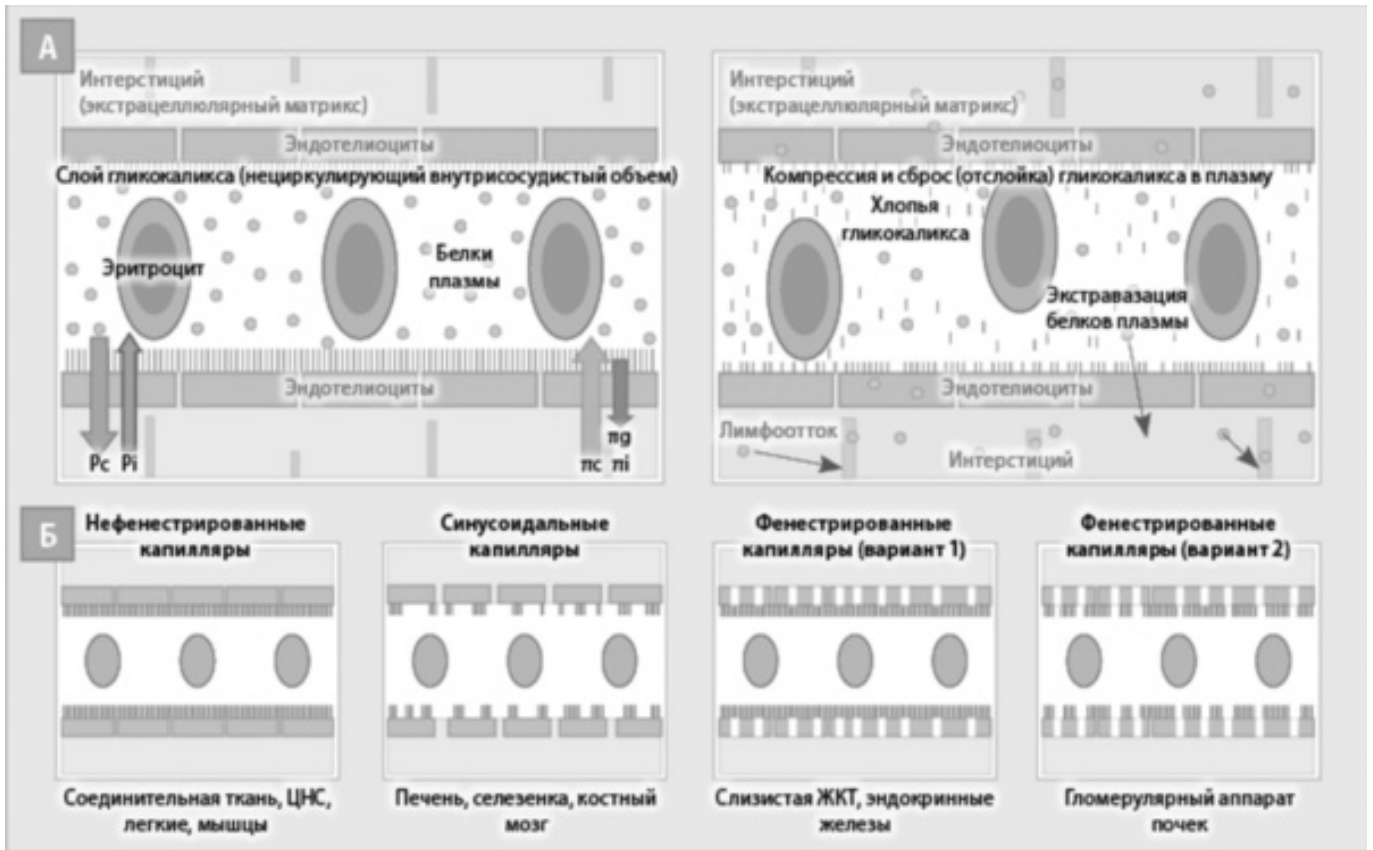 А
Интерстиций
(экстрацеллюлярный матрикс)
Эндотелиоциты
Слой гликокаликса (нециркулирующий внутрисосудистый объем)
Эритроцит
Белки
плазмы
Эндотелиоциты
Pc Pi
πg
πc πi
Интерстиций
(экстрацеллюлярный матрикс)
Эндотелиоциты
Компрессия и сброс (отслойка) гликокаликса в плазму
Хлопья
гликокаликса
Экстравазация
белков плазмы
Эндотелиоциты
Лимфоотток
Интерстиций
Б
Нефенестрированные
капилляры
Соединительная ткань, ЦНС,
легкие, мышцы
Синусоидальные
капилляры
Печень, селезенка, костный
мозг
Фенестрированные
капилляры (вариант 1)
Слизистая ЖКТ, эндокринные
железы
Фенестрированные
капилляры (вариант 2)
Гломерулярный аппарат
почек